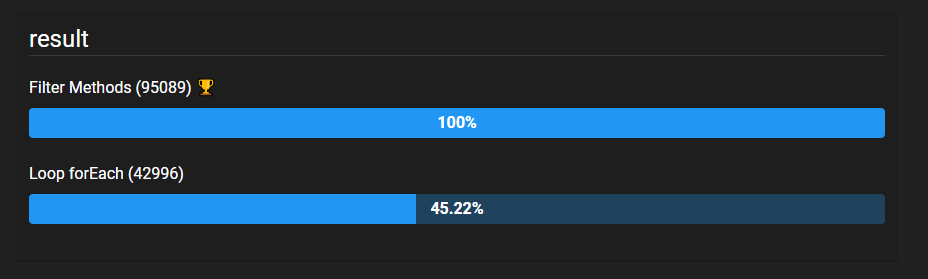 result
Filter Methods (95089) 🏆
100%
Loop forEach (42996)
45.22%